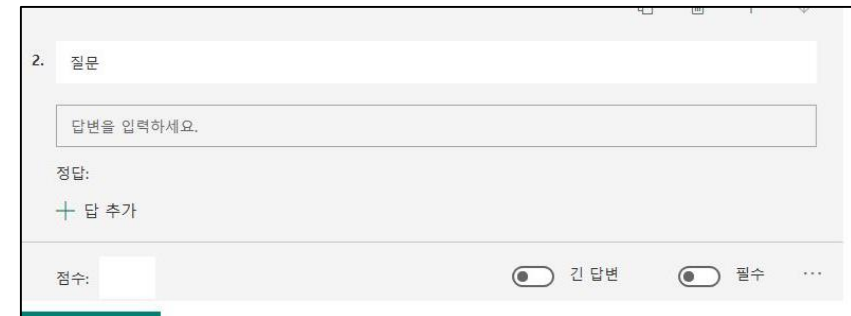 2. 질문
답변을 입력하세요.
정답:
+ 답 추가
점수: 긴 답변 필수 ...